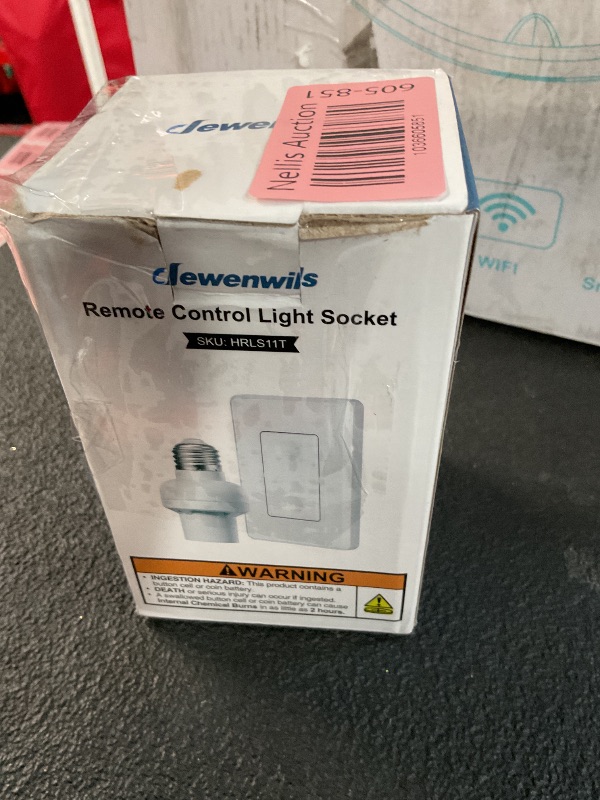 dewe
Nellis Auction
605-851
1036605851
dewenwils
Remote Control Light Socket
SKU: HRLS11T
WARNING
• INGESTION HAZARD: This product contains a
button cell or coin battery.
• DEATH or serious injury can occur if ingested.
• A swallowed button cell or coin battery can cause
Internal Chemical Burns in as little as 2 hours.
WIFI